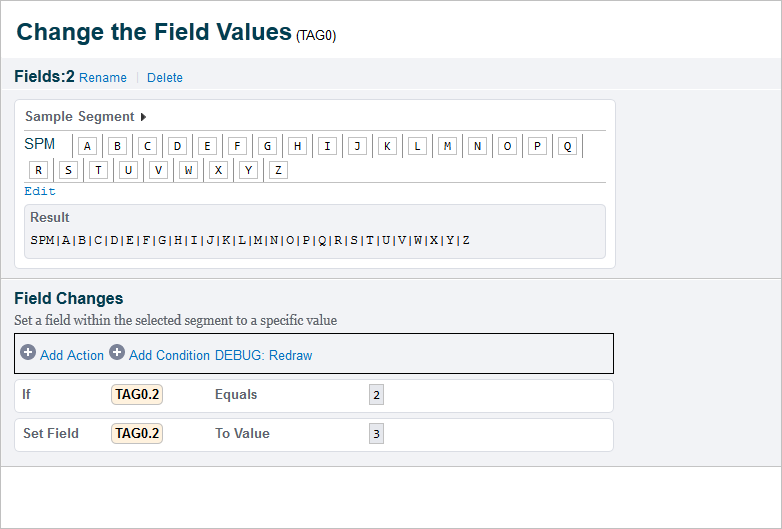 Change the Field Values (TAG0)
Fields:2 Rename | Delete
Sample Segment
SPM A B C D E F G H I J K L M N O P Q
R S T U V W X Y Z
Edit
Result
SPM|A|B|C|D|E|F|G|H|I|J|K|L|M|N|O|P|Q|R|S|T|U|V|W|X|Y|Z
Field Changes
Set a field within the selected segment to a specific value
Add Action Add Condition DEBUG: Redraw
If TAG0.2 Equals 2
Set Field TAG0.2 To Value 3